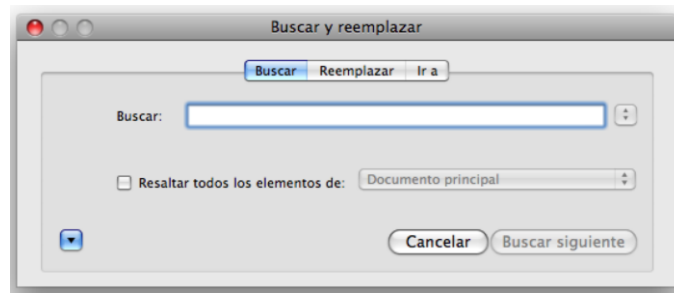 Buscar y reemplazar
Buscar Reemplazar Ir a
Buscar:
Resaltar todos los elementos de: Documento principal
Cancelar Buscar siguiente